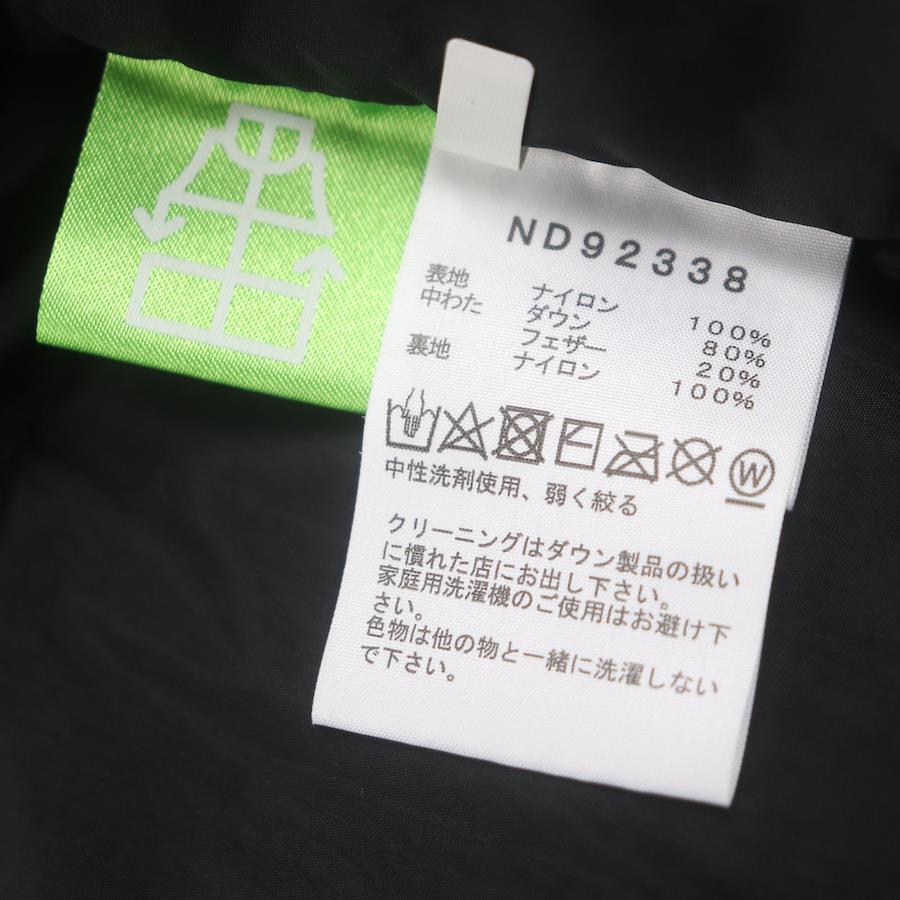 ND92338
表地 ナイロン 100%
中わた ダウン 80%
フェザー 20%
裏地 ナイロン 100%
W
中性洗剤使用、弱く絞る
クリーニングはダウン製品の扱い
に慣れた店にお出し下さい。
家庭用洗濯機のご使用はお避け下
さい。
色物は他の物と一緒に洗濯しない
で下さい。